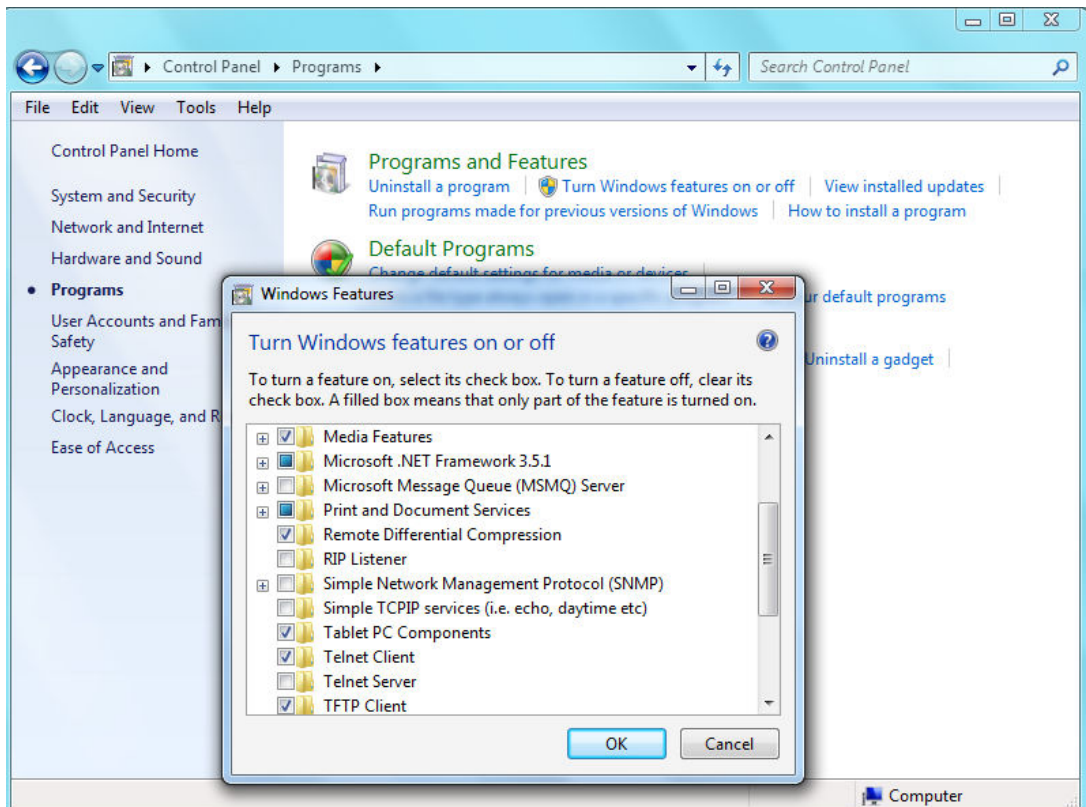 Control Panel Programs
Search Control Panel
File Edit View Tools Help
Control Panel Home
System and Security
Network and Internet
Hardware and Sound
Programs
User Accounts and Fam
Safety
Appearance and
Personalization
Clock, Language, and R
Ease of Access
Programs and Features
Uninstall a program Turn Windows features on or off View installed updates
Run programs made for previous versions of Windows How to install a program
Default Programs
Change default settings for media or devices
ur default programs
Uninstall a gadget
Windows Features
Turn Windows features on or off
To turn a feature on, select its check box. To turn a feature off, clear its
check box. A filled box means that only part of the feature is turned on.
Media Features
Microsoft .NET Framework 3.5.1
Microsoft Message Queue (MSMQ) Server
Print and Document Services
Remote Differential Compression
RIP Listener
Simple Network Management Protocol (SNMP)
Simple TCPIP services (i.e. echo, daytime etc)
Tablet PC Components
Telnet Client
Telnet Server
TFTP Client
OK Cancel
Computer